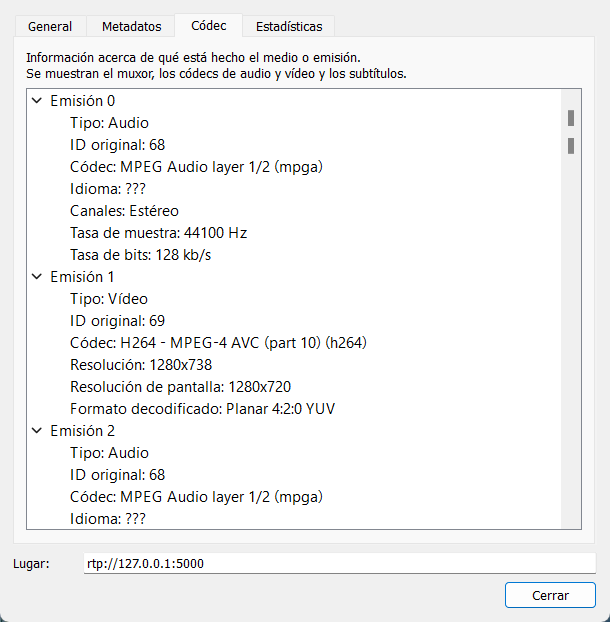 General Metadatos Códec Estadísticas
Información acerca de qué está hecho el medio o emisión.
Se muestran el muxor, los códecs de audio y vídeo y los subtítulos.
Emisión 0
Tipo: Audio
ID original: 68
Códec: MPEG Audio layer 1/2 (mpga)
Idioma: ???
Canales: Estéreo
Tasa de muestra: 44100 Hz
Tasa de bits: 128 kb/s
Emisión 1
Tipo: Vídeo
ID original: 69
Códec: H264 - MPEG-4 AVC (part 10) (h264)
Resolución: 1280x738
Resolución de pantalla: 1280x720
Formato decodificado: Planar 4:2:0 YUV
Emisión 2
Tipo: Audio
ID original: 68
Códec: MPEG Audio layer 1/2 (mpga)
Idioma: ???
Lugar: rtp://127.0.0.1:5000
Cerrar